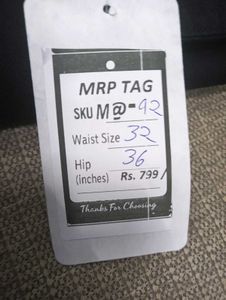 MRP TAG
SKU M@-92
Waist Size 32
Hip 36
(inches) Rs. 799/
Thanks For Choosing